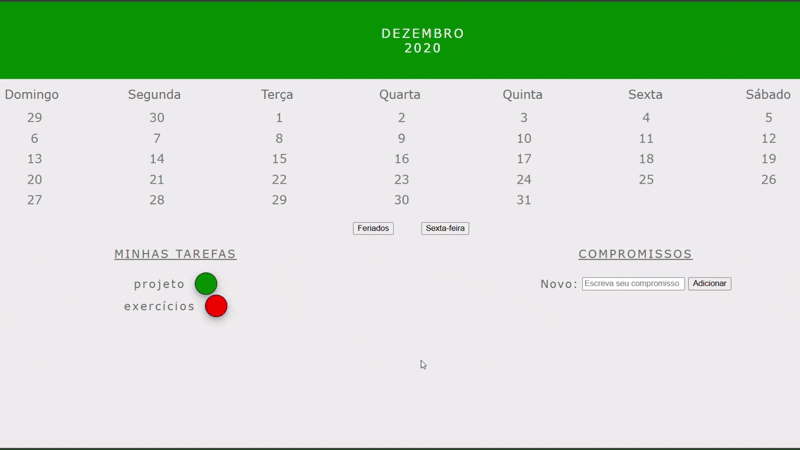 DEZEMBRO
2020
Domingo Segunda Terça Quarta Quinta Sexta Sábado
29 30 1 2 3 4 5
6 7 8 9 10 11 12
13 14 15 16 17 18 19
20 21 22 23 24 25 26
27 28 29 30 31
Feriados Sexta-feira
MINHAS TAREFAS
projeto
exercícios
COMPROMISSOS
Novo: Escreva seu compromisso Adicionar